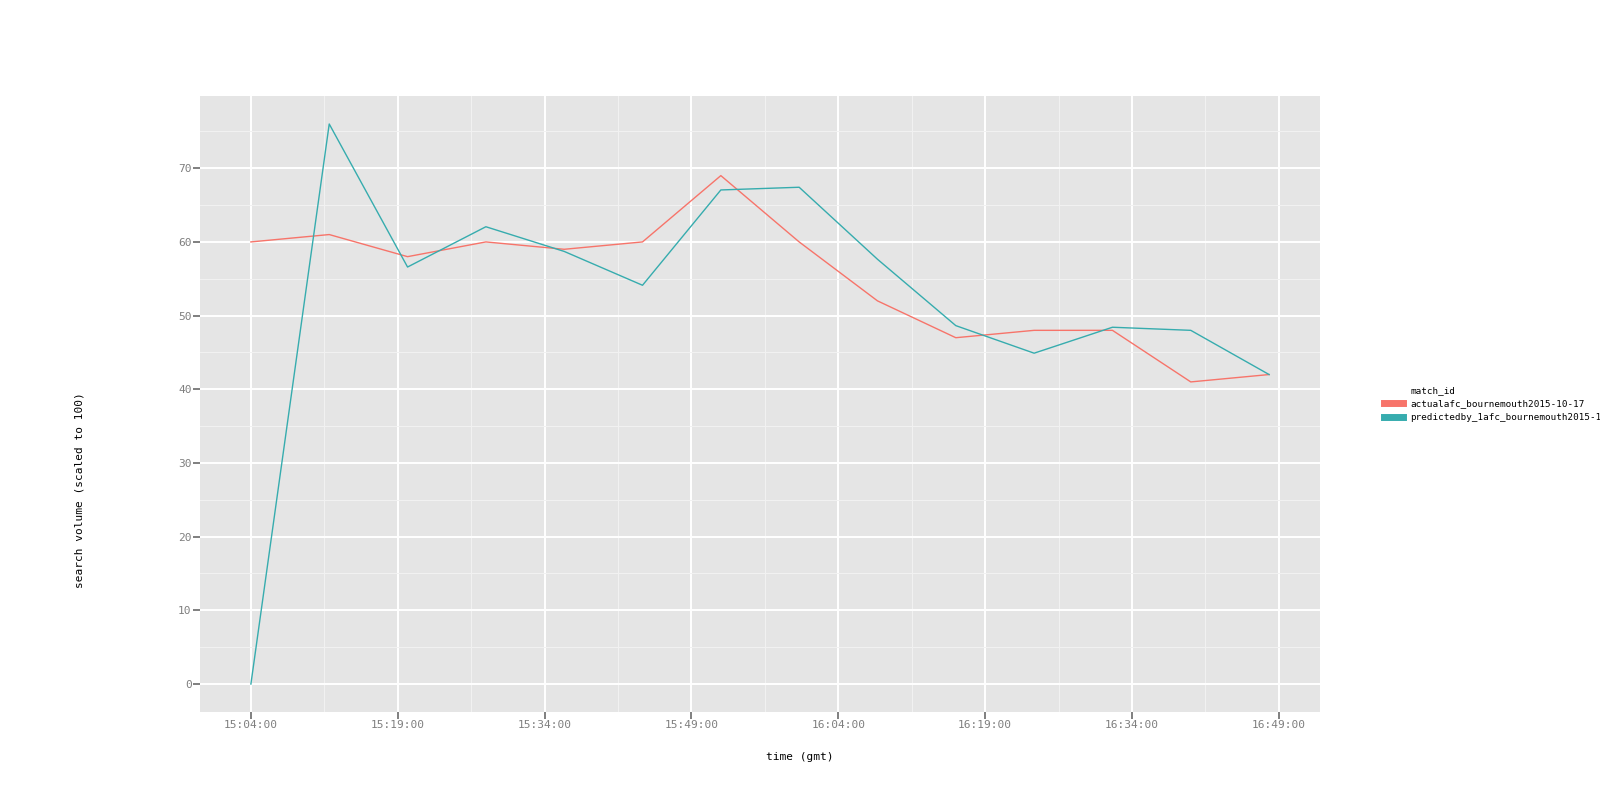 70
60
50
40
30
20
10
0
search volume (scaled to 100)
15:04:00 15:19:00 15:34:00 15:49:00 16:04:00 16:19:00 16:34:00 16:49:00
time (gmt)
match_id
actualafc_bournemouth2015-10-17
predictedby_1afc_bournemouth2015-1